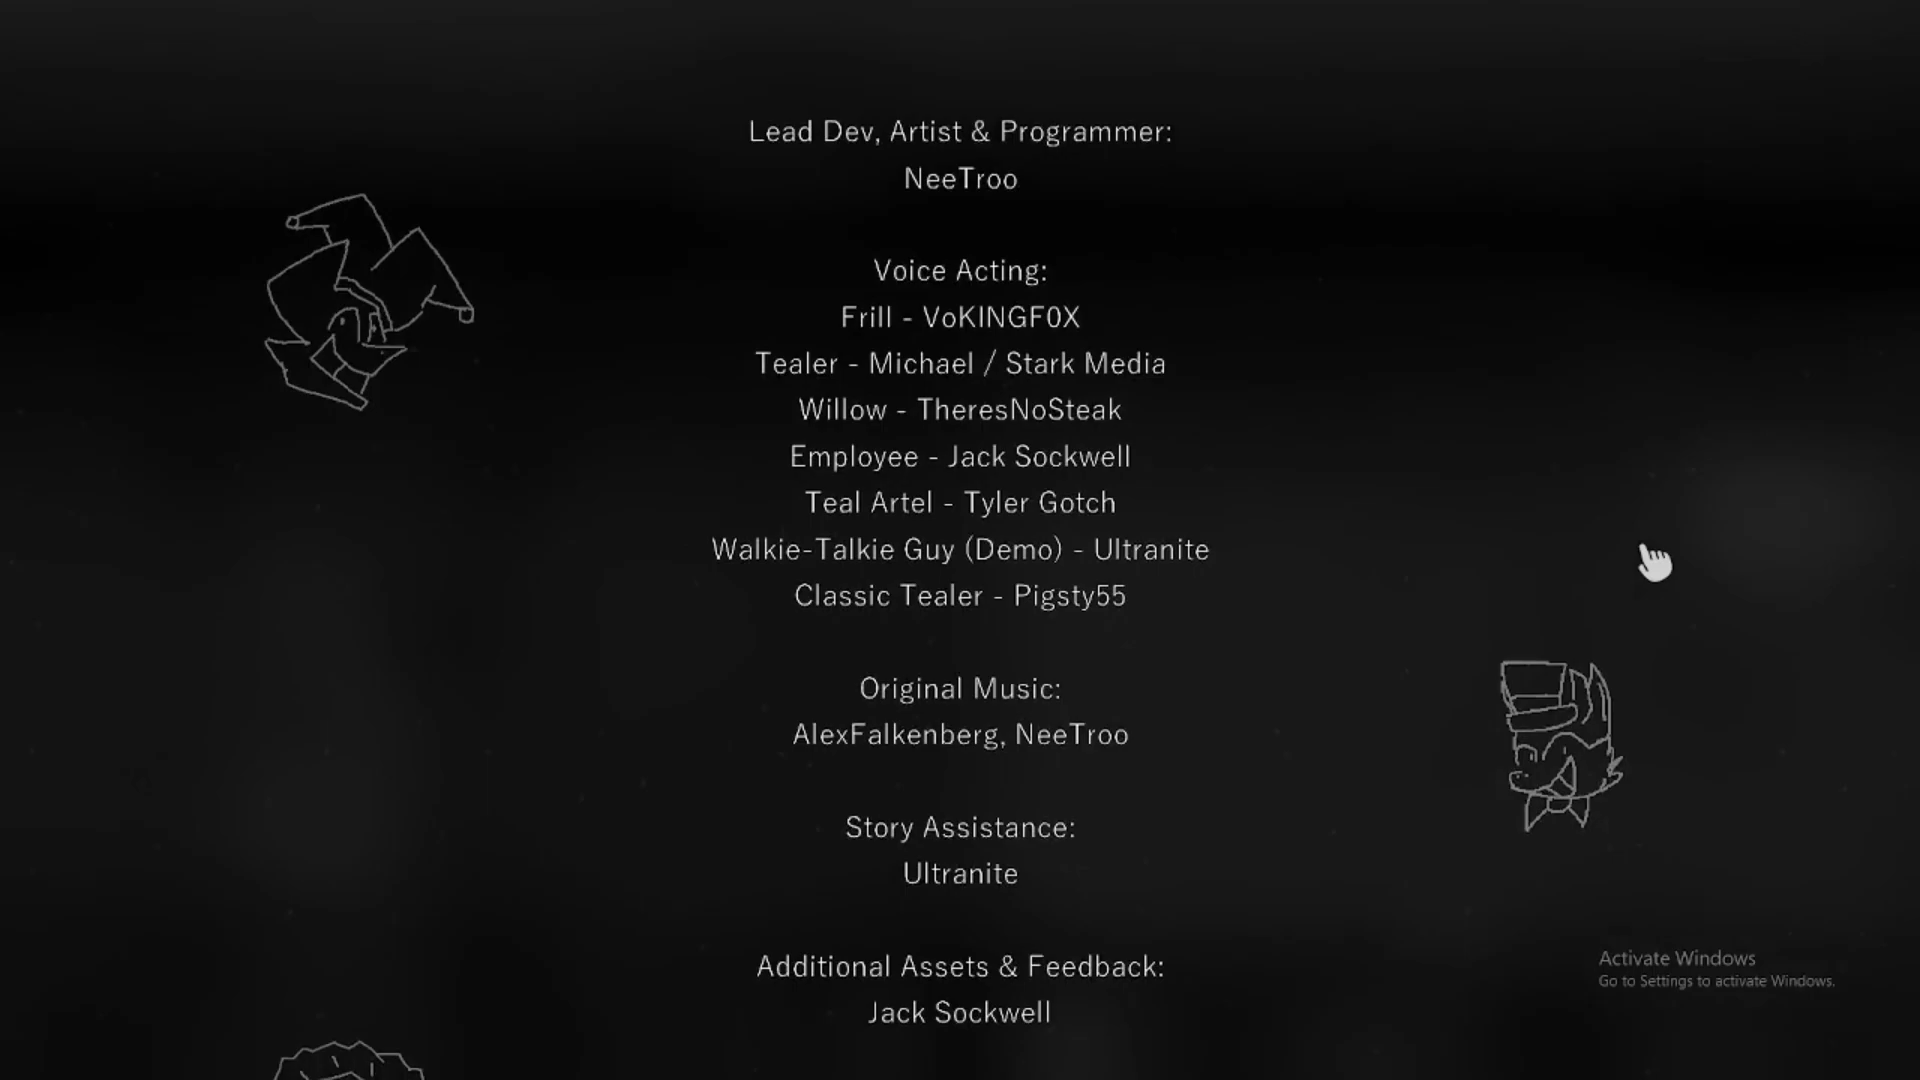 Lead Dev, Artist & Programmer:
NeeTroo
Voice Acting:
Frill - VoKINGF0X
Tealer - Michael / Stark Media
Willow - TheresNoSteak
Employee - Jack Sockwell
Teal Artel - Tyler Gotch
Walkie-Talkie Guy (Demo) - Ultranite
Classic Tealer - Pigsty55
Original Music:
AlexFalkenberg, NeeTroo
Story Assistance:
Ultranite
Additional Assets & Feedback:
Jack Sockwell
Activate Windows
Go to Settings to activate Windows.